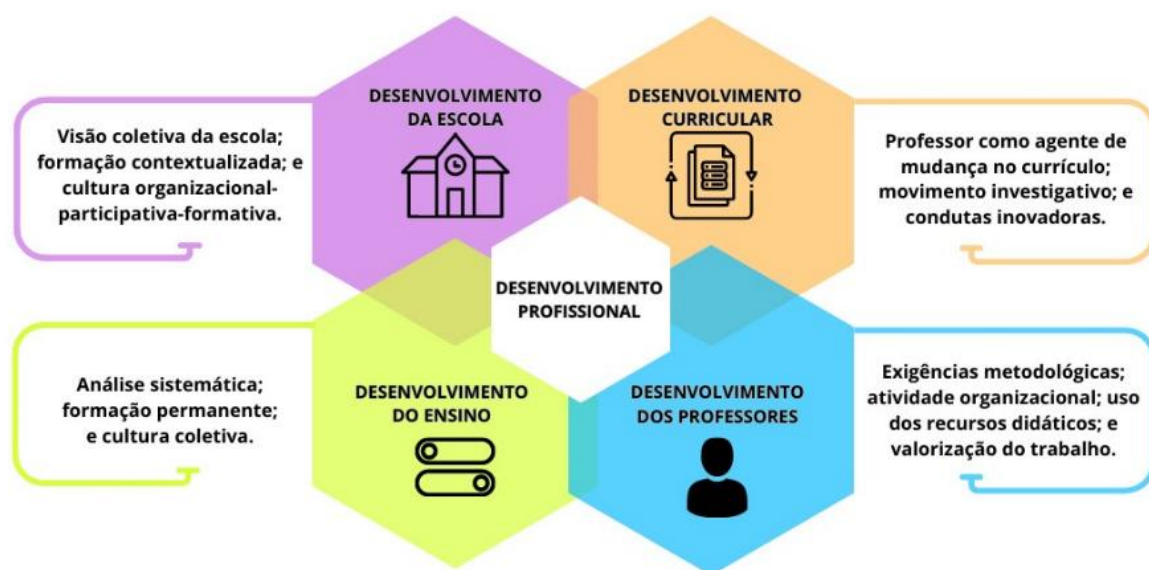 DESENVOLVIMENTO
DA ESCOLA
Visão coletiva da escola;
formação contextualizada; e
cultura organizacional-
participativa-formativa.
DESENVOLVIMENTO
CURRICULAR
Professor como agente de
mudança no currículo;
movimento investigativo; e
condutas inovadoras.
DESENVOLVIMENTO
PROFISSIONAL
DESENVOLVIMENTO
DO ENSINO
Análise sistemática;
formação permanente;
e cultura coletiva.
DESENVOLVIMENTO
DOS PROFESSORES
Exigências metodológicas;
atividade organizacional; uso
dos recursos didáticos; e
valorização do trabalho.